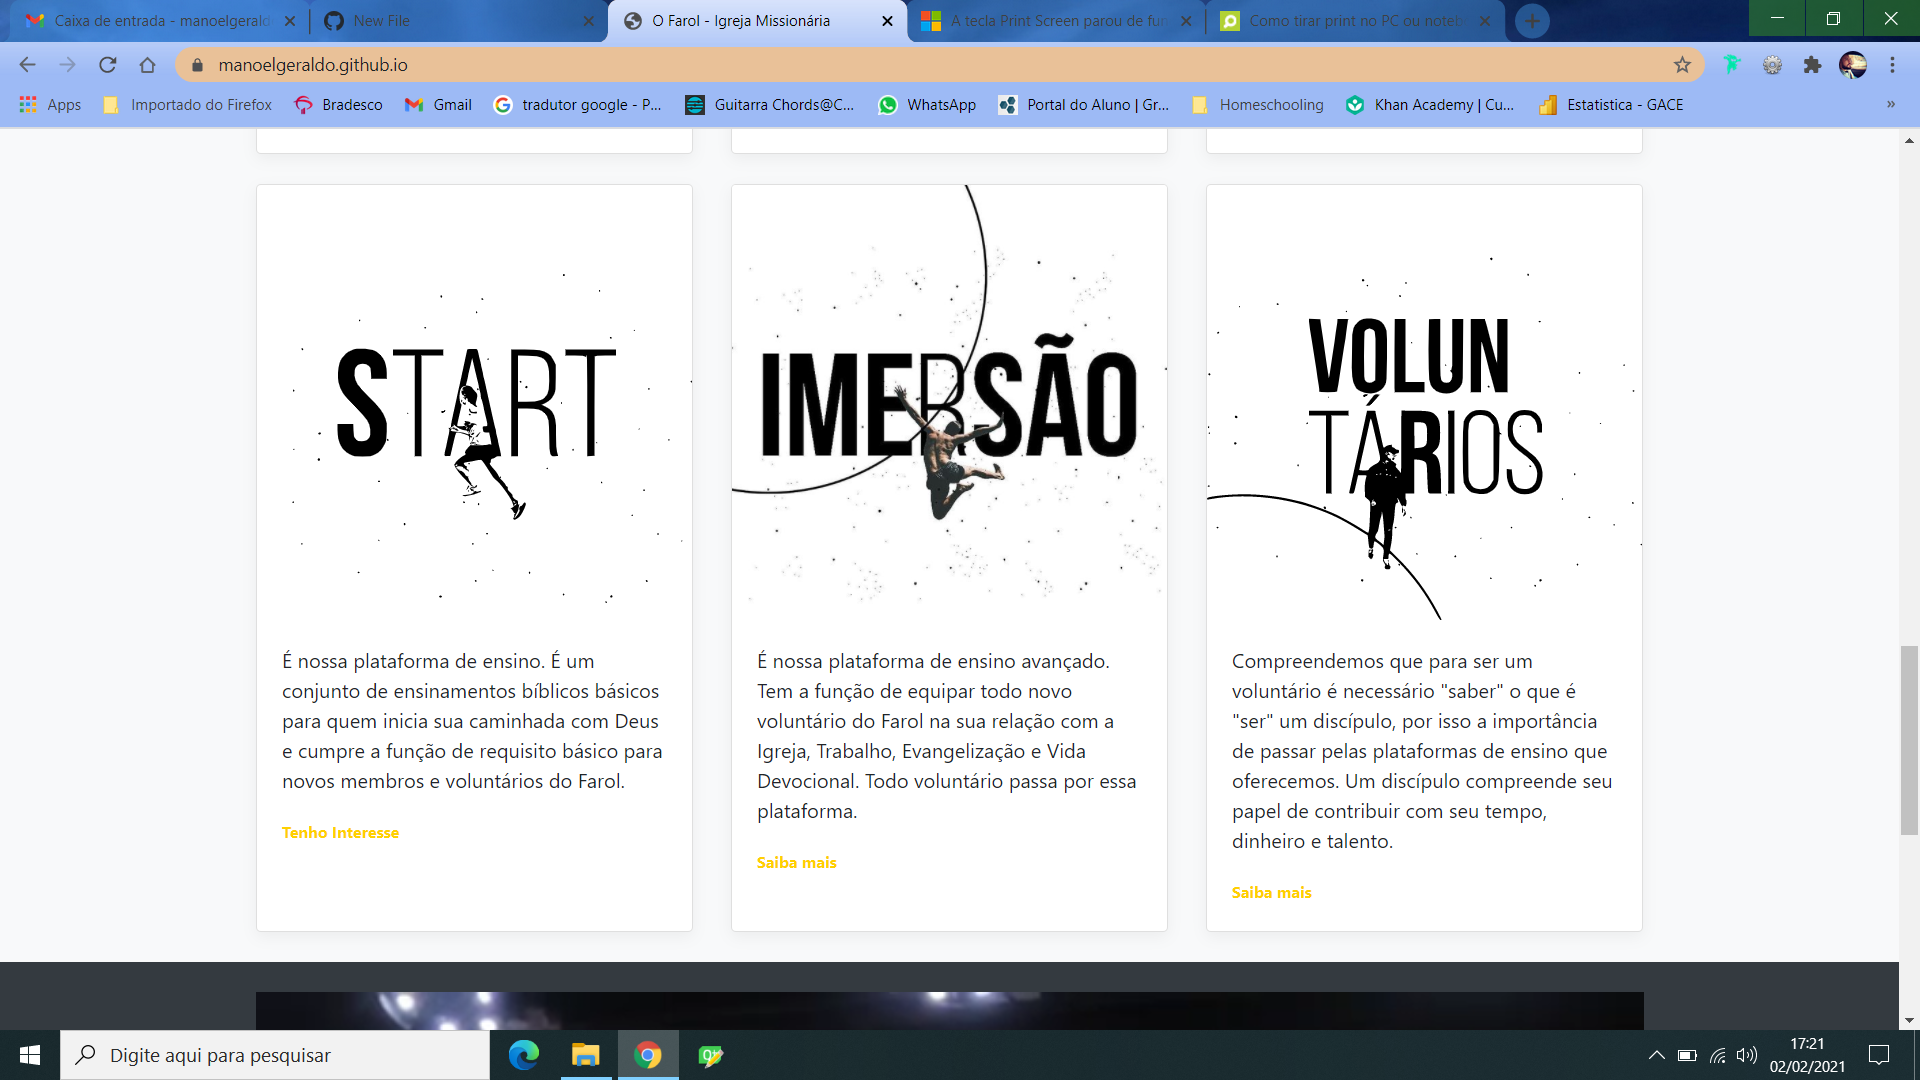 Caixa de entrada - manoelgerald
New File
O Farol - Igreja Missionária
A tecla Print Screen parou de fun
Como tirar print no PC ou noteb
manoelgeraldo.github.io
Apps
Importado do Firefox
Bradesco
Gmail
tradutor google - P...
Guitarra Chords@C...
WhatsApp
Portal do Aluno | Gr...
Homeschooling
Khan Academy | Cu...
Estatistica - GACE
»
START
É nossa plataforma de ensino. É um
conjunto de ensinamentos bíblicos básicos
para quem inicia sua caminhada com Deus
e cumpre a função de requisito básico para
novos membros e voluntários do Farol.
Tenho Interesse
IMERSÃO
É nossa plataforma de ensino avançado.
Tem a função de equipar todo novo
voluntário do Farol na sua relação com a
Igreja, Trabalho, Evangelização e Vida
Devocional. Todo voluntário passa por essa
plataforma.
Saiba mais
VOLUN
TÁRIOS
Compreendemos que para ser um
voluntário é necessário "saber" o que é
"ser" um discípulo, por isso a importância
de passar pelas plataformas de ensino que
oferecemos. Um discípulo compreende seu
papel de contribuir com seu tempo,
dinheiro e talento.
Saiba mais
Digite aqui para pesquisar
17:21
02/02/2021